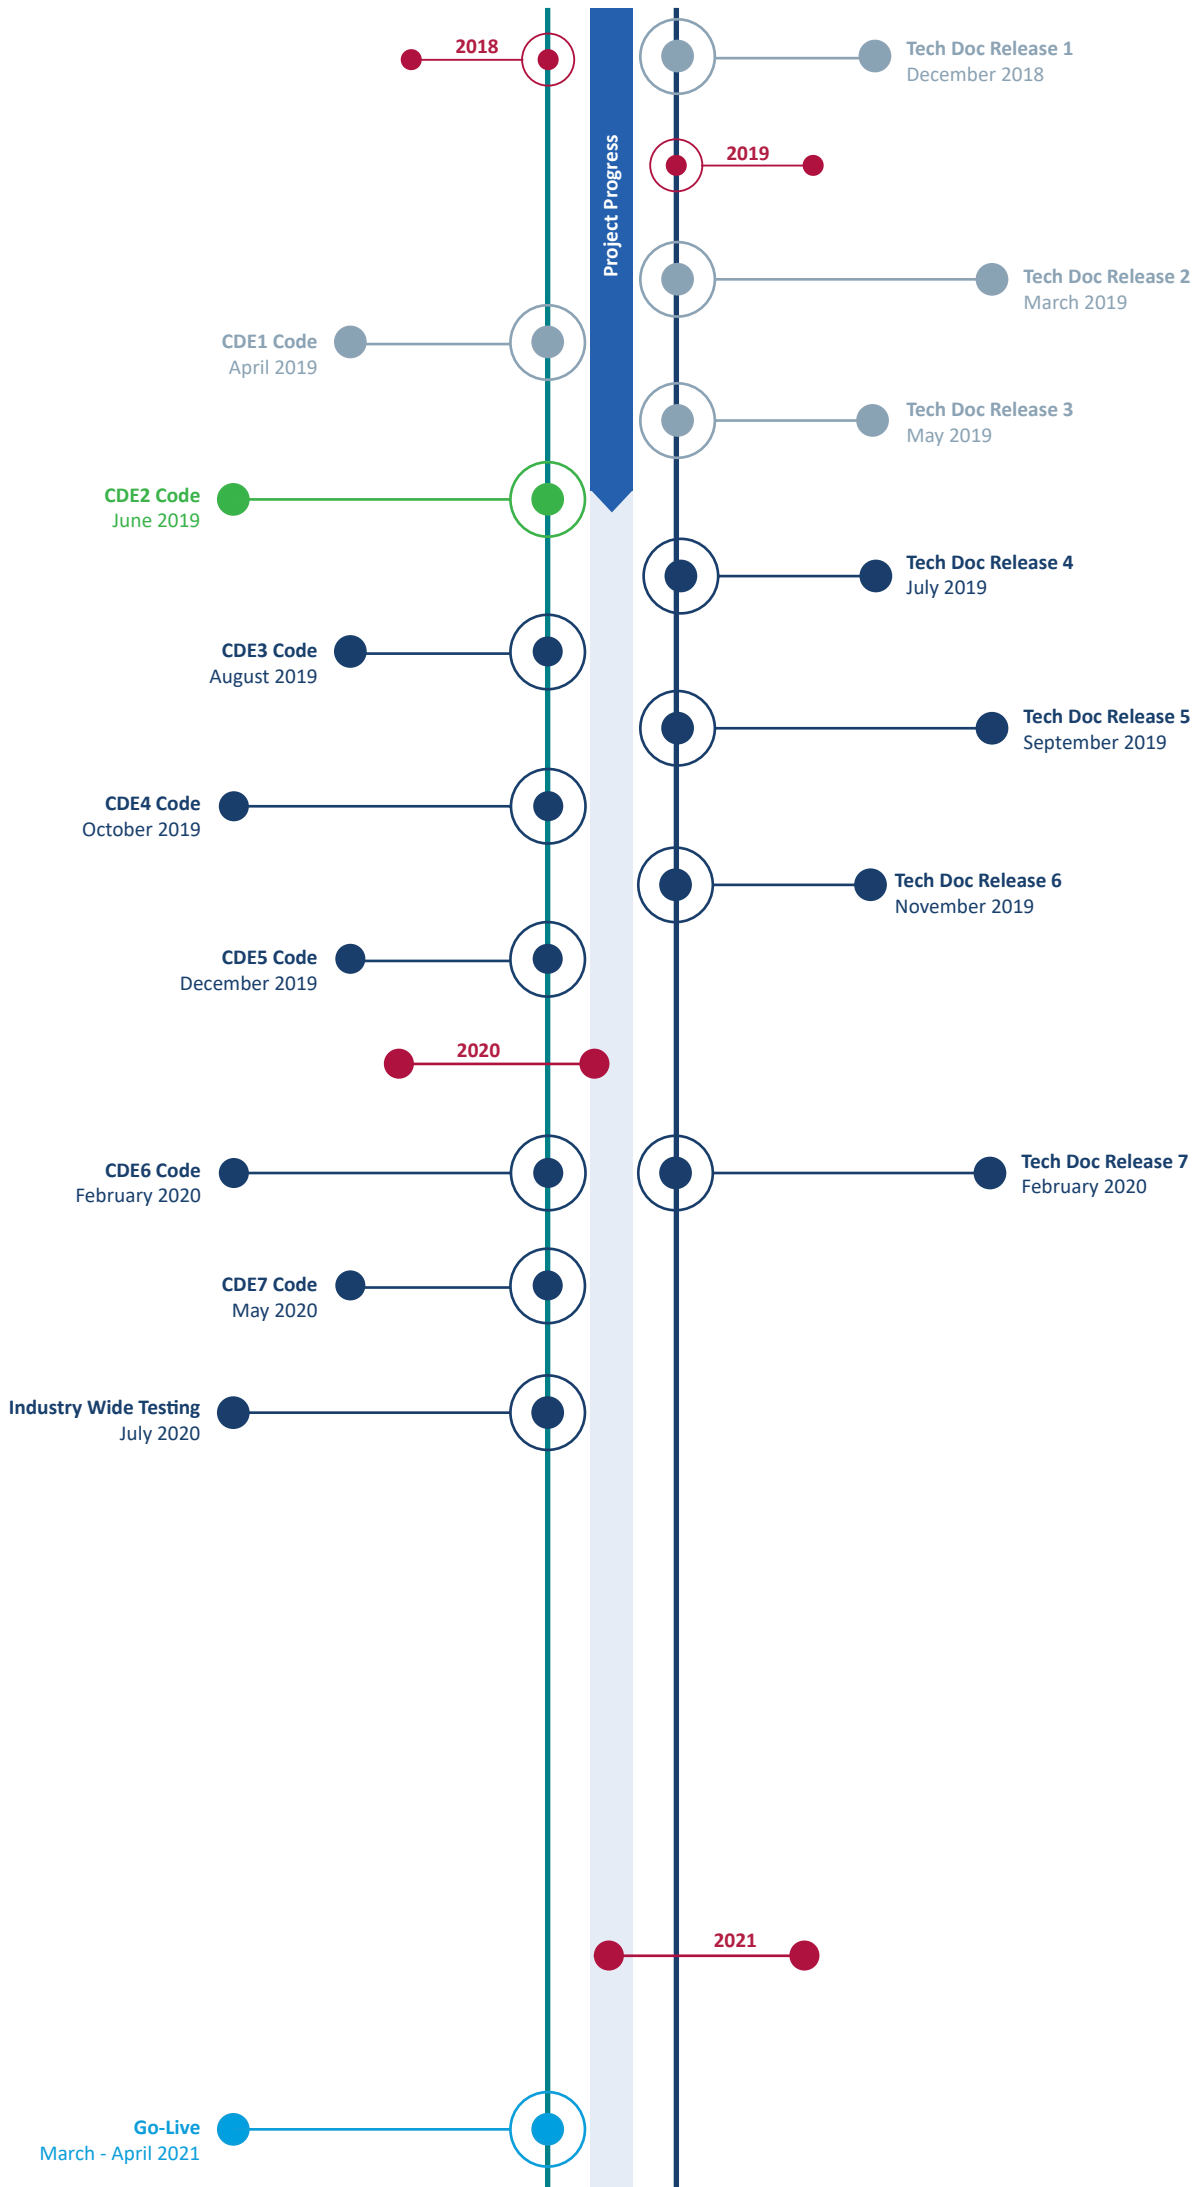 2018
Tech Doc Release 1
December 2018
Project Progress
2019
Tech Doc Release 2
March 2019
CDE1 Code
April 2019
Tech Doc Release 3
May 2019
CDE2 Code
June 2019
Tech Doc Release 4
July 2019
CDE3 Code
August 2019
Tech Doc Release 5
September 2019
CDE4 Code
October 2019
Tech Doc Release 6
November 2019
CDE5 Code
December 2019
2020
CDE6 Code
February 2020
Tech Doc Release 7
February 2020
CDE7 Code
May 2020
Industry Wide Testing
July 2020
2021
Go-Live
March - April 2021